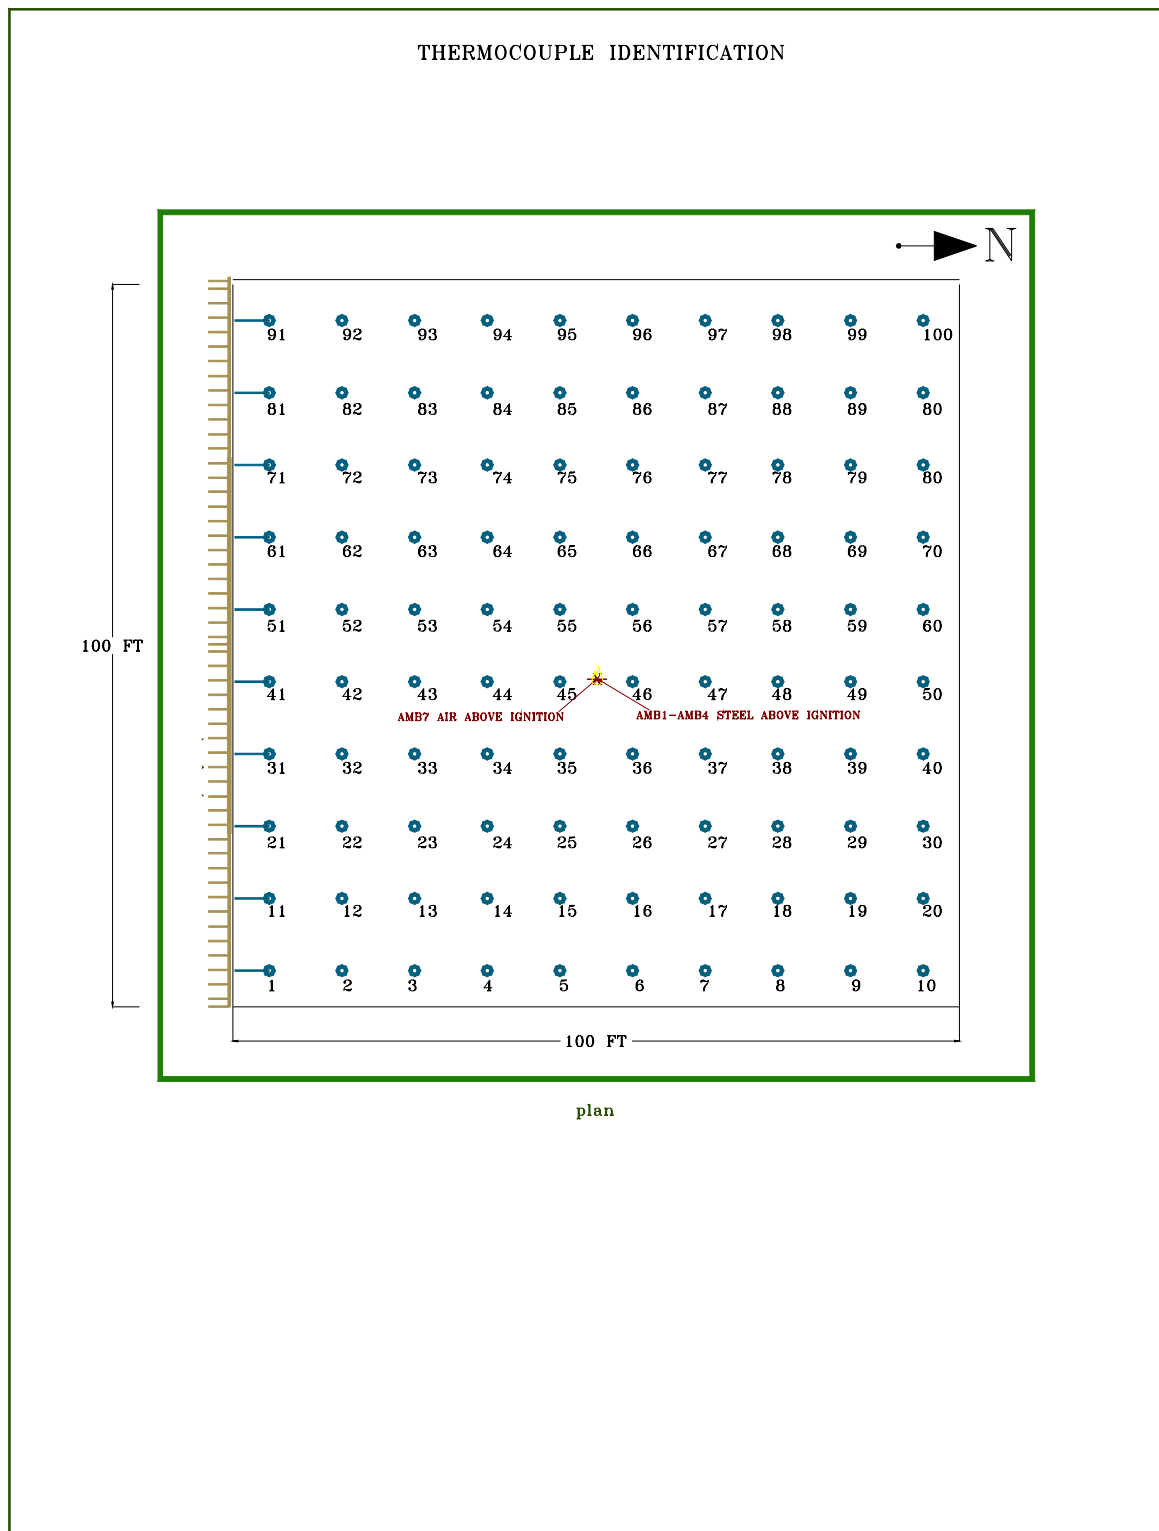 THERMOCOUPLE IDENTIFICATION
N
91 92 93 94 95 96 97 98 99 100
81 82 83 84 85 86 87 88 89 80
71 72 73 74 75 76 77 78 79 80
61 62 63 64 65 66 67 68 69 70
51 52 53 54 55 56 57 58 59 60
100 FT
41 42 43 44 45 46 47 48 49 50
AMB7 AIR ABOVE IGNITION
AMB1-AMB4 STEEL ABOVE IGNITION
31 32 33 34 35 36 37 38 39 40
21 22 23 24 25 26 27 28 29 30
11 12 13 14 15 16 17 18 19 20
1 2 3 4 5 6 7 8 9 10
100 FT
plan